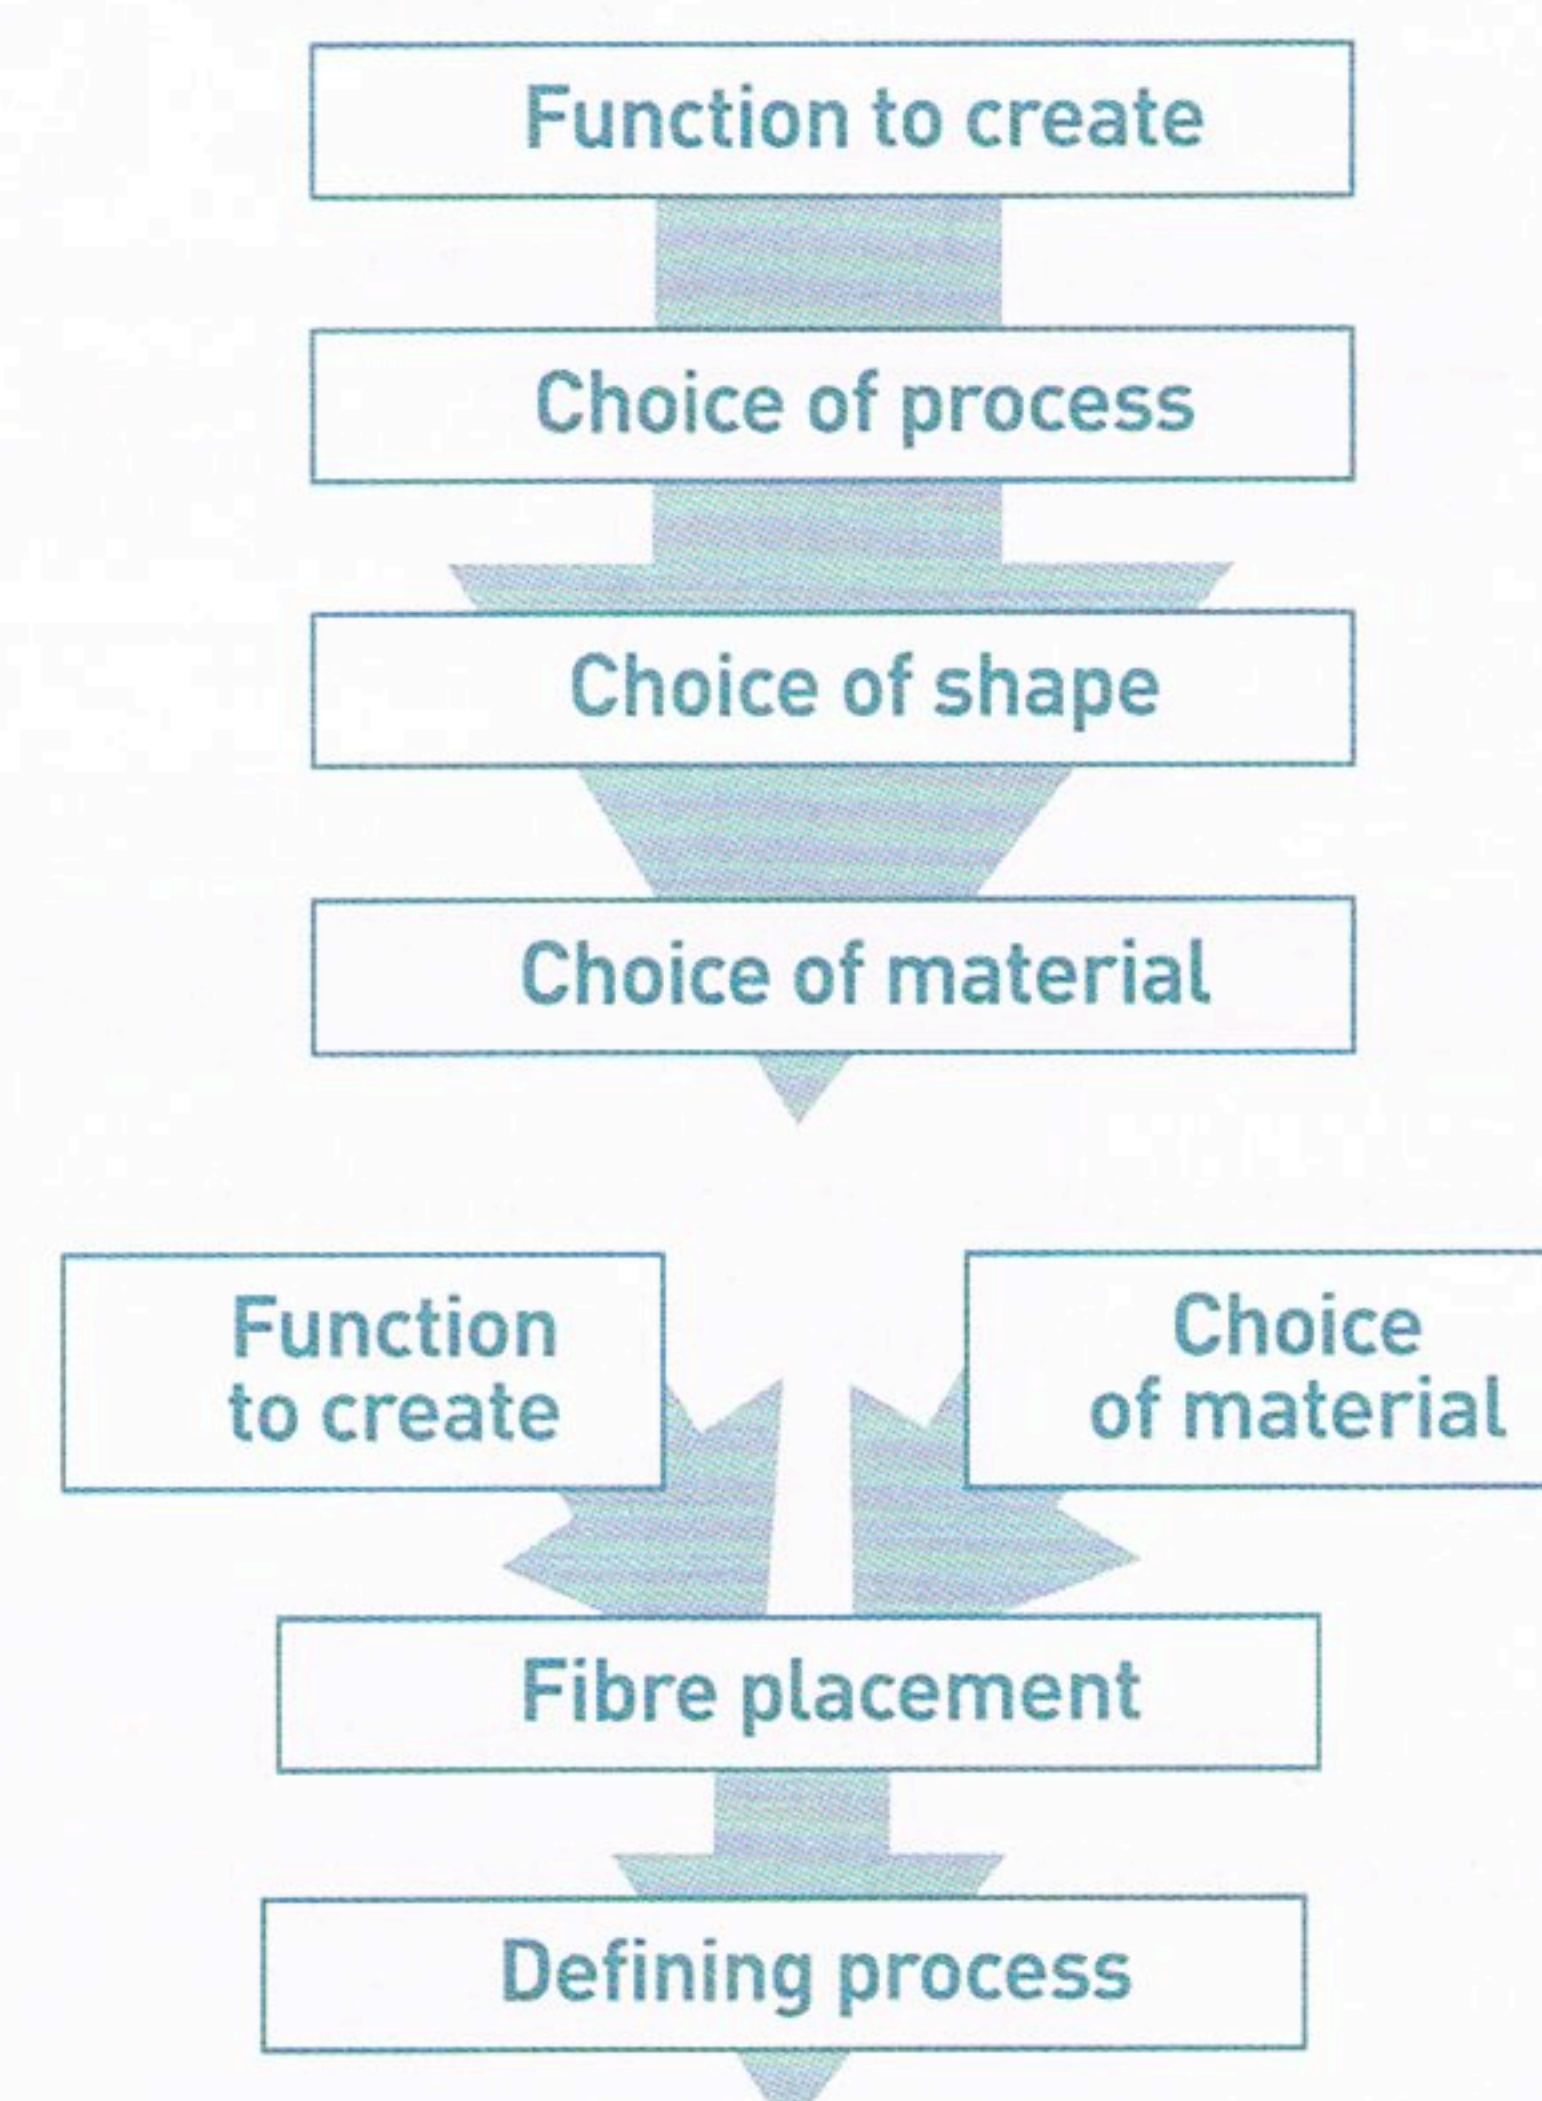 Function to create
Choice of process
Choice of shape
Choice of material
Function
to create
Choice
of material
Fibre placement
Defining process